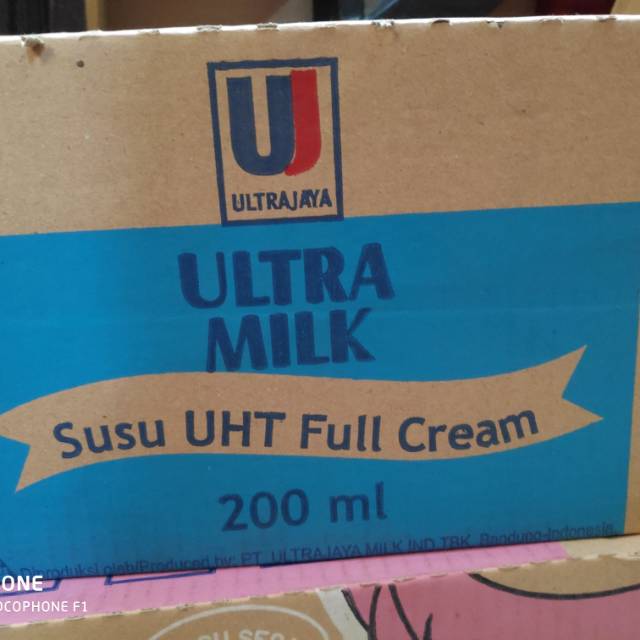 UJ
ULTRAJAYA
ULTRA
MILK
Susu UHT Full Cream
200 ml
Diproduksi oleh/Produced by: PT. ULTRAJAYA MILK IND TBK, Bandung-Indonesia
ONE
OCOPHONE F1